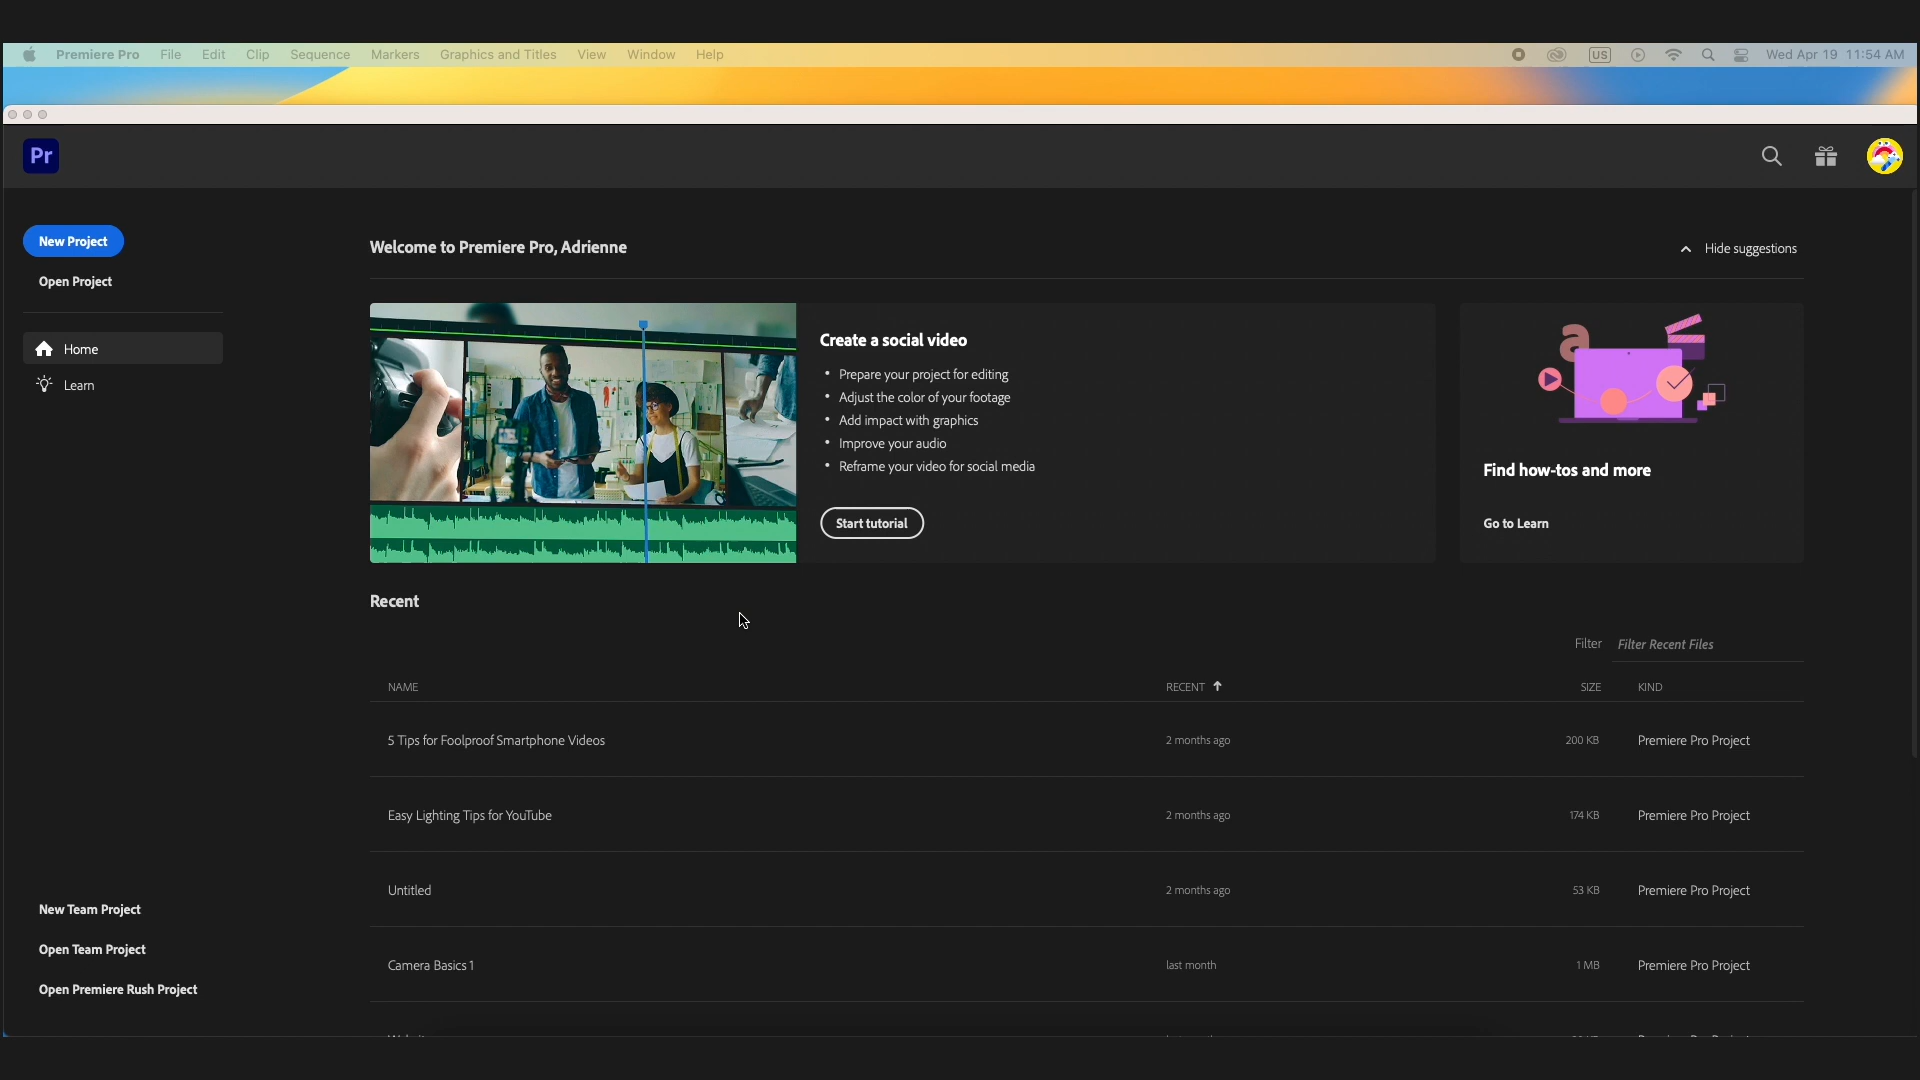 Premiere Pro File Edit Clip Sequence Markers Graphics and Titles View Window Help US Wed Apr 19 11:54 AM
Pr
New Project
Open Project
Home
Learn
Welcome to Premiere Pro, Adrienne
Hide suggestions
Create a social video
• Prepare your project for editing
• Adjust the color of your footage
• Add impact with graphics
• Improve your audio
• Reframe your video for social media
Start tutorial
a
Find how-tos and more
Go to Learn
Recent
Filter Filter Recent Files
NAME RECENT SIZE KIND
5 Tips for Foolproof Smartphone Videos 2 months ago 200 KB Premiere Pro Project
Easy Lighting Tips for YouTube 2 months ago 174 KB Premiere Pro Project
Untitled 2 months ago 53 KB Premiere Pro Project
Camera Basics 1 last month 1 MB Premiere Pro Project
New Team Project
Open Team Project
Open Premiere Rush Project